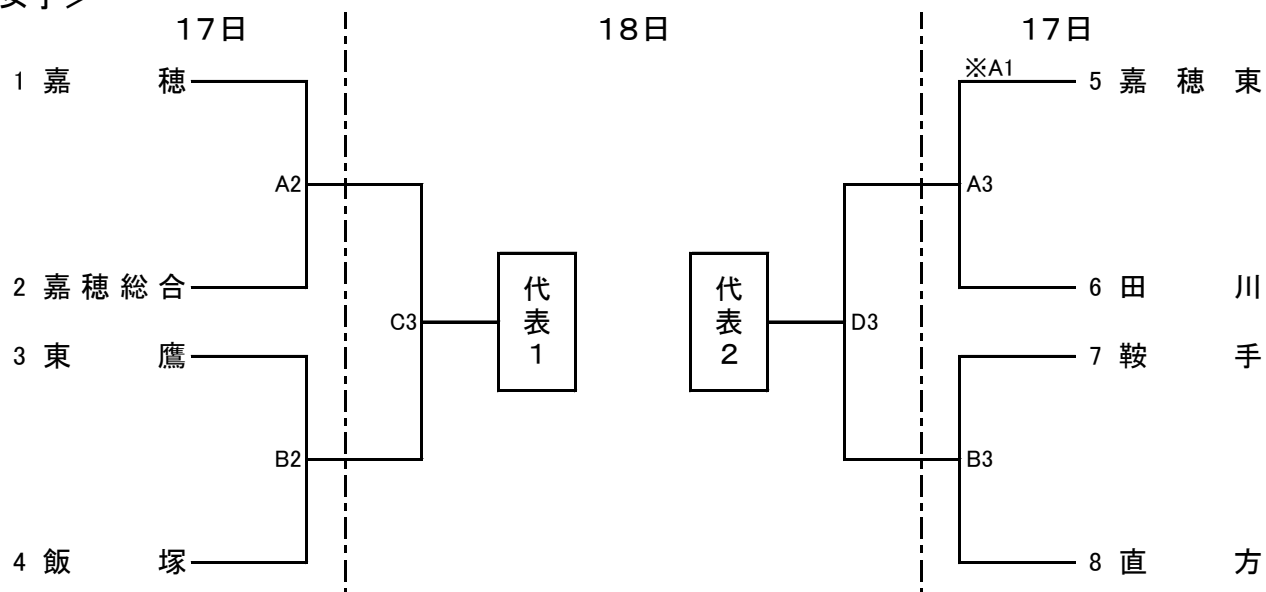 17日
18日
17日
1 嘉穂
A2
2 嘉穂総合
3 東鷹
B2
4 飯塚
C3
代表1
代表2
D3
※A1
5 嘉穂東
A3
6 田川
7 鞍手
B3
8 直方